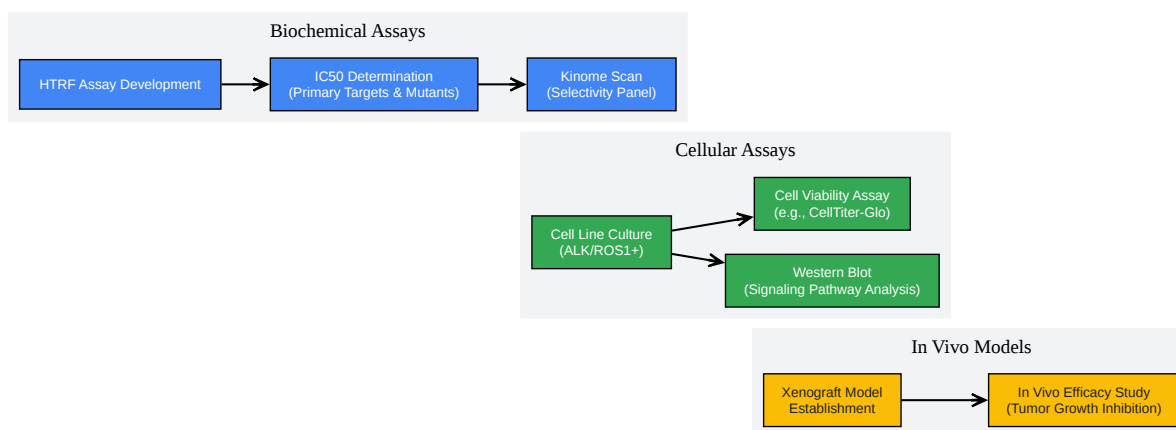 Biochemical Assays
HTRF Assay Development
IC50 Determination
(Primary Targets & Mutants)
Kinome Scan
(Selectivity Panel)
Cellular Assays
Cell Line Culture
(ALK/ROS1+)
Cell Viability Assay
(e.g., CellTiter-Glo)
Western Blot
(Signaling Pathway Analysis)
In Vivo Models
Xenograft Model
Establishment
In Vivo Efficacy Study
(Tumor Growth Inhibition)